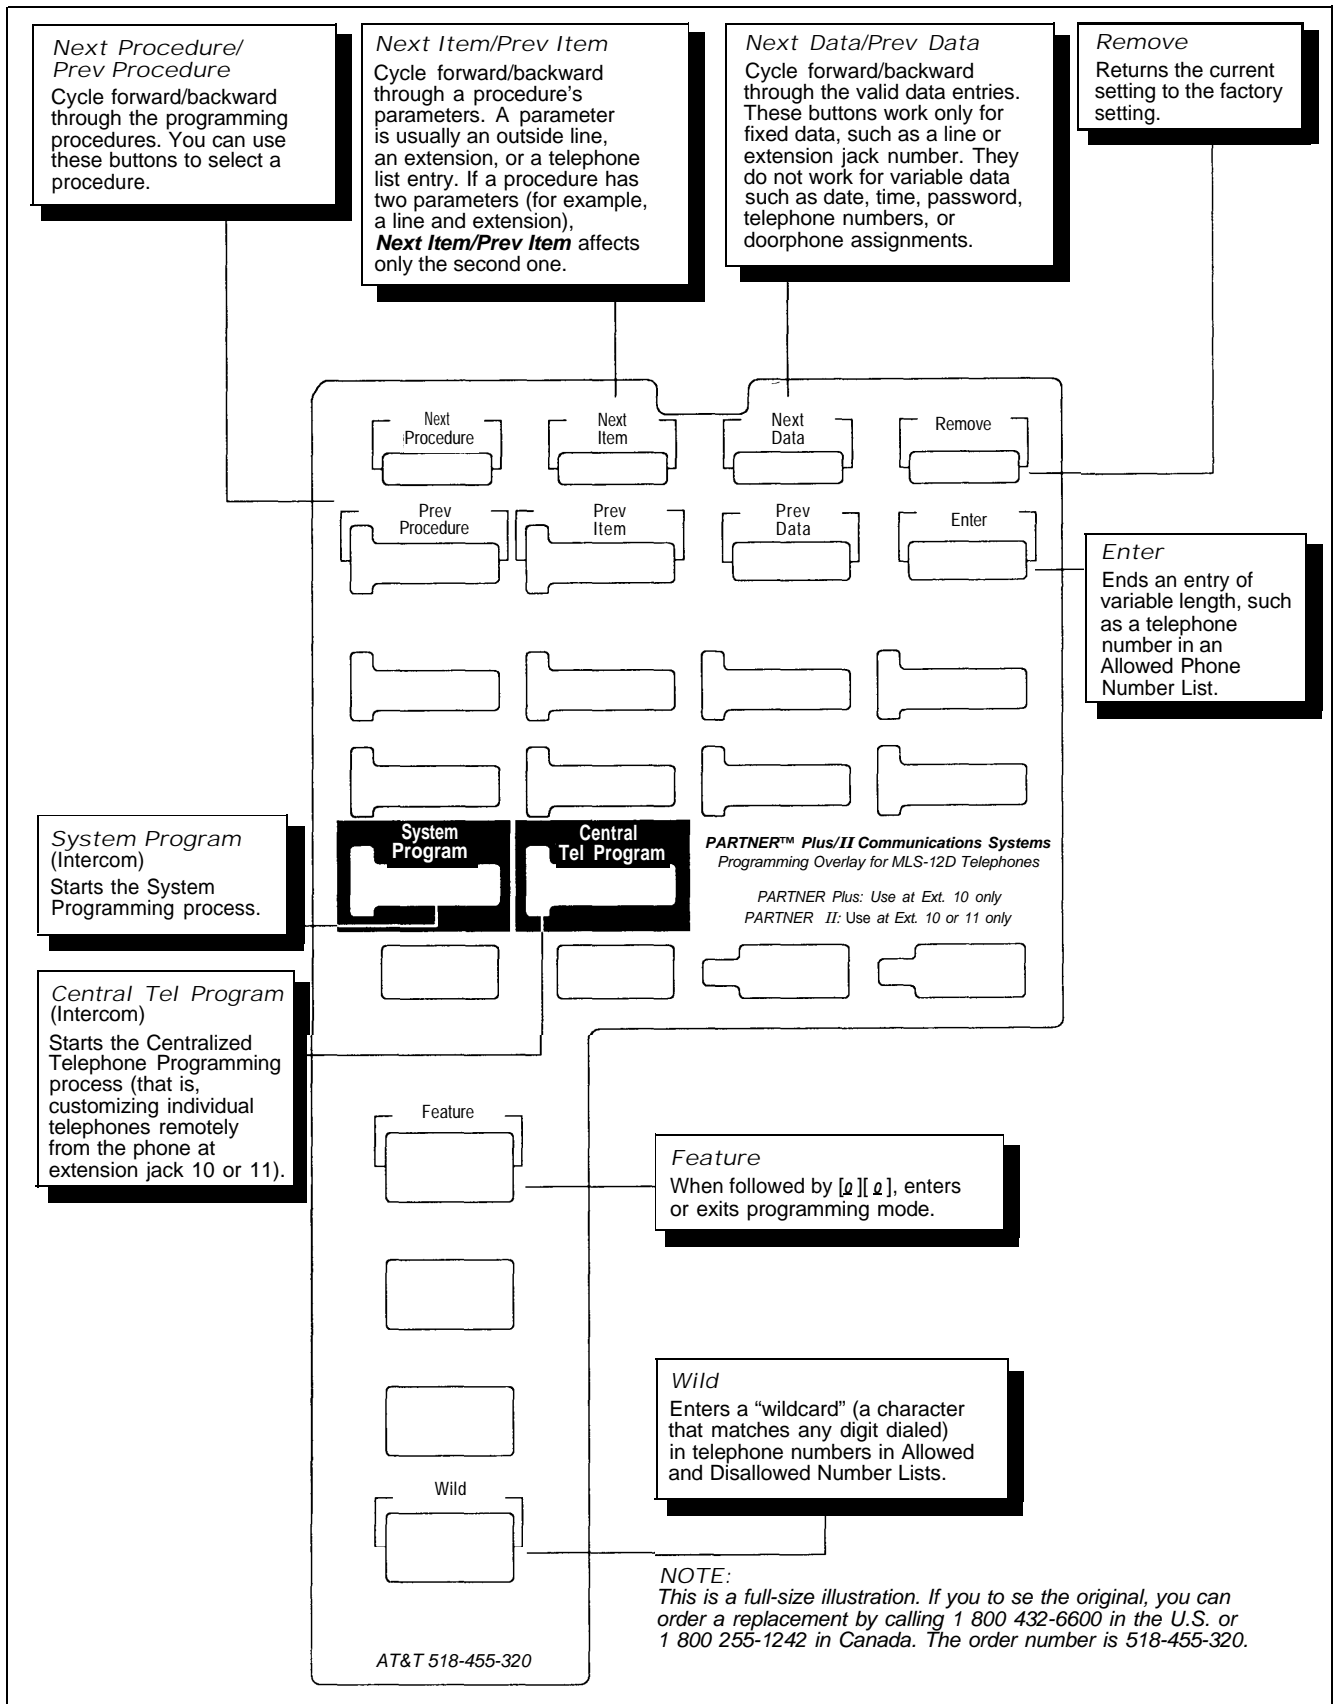 Next Procedure/
Prev Procedure
Cycle forward/backward
through the programming
procedures. You can use
these buttons to select a
procedure.
Next Item/Prev Item
Cycle forward/backward
through a procedure's
parameters. A parameter
is usually an outside line,
an extension, or a telephone
list entry. If a procedure has
two parameters (for example,
a line and extension),
Next Item/Prev Item affects
only the second one.
Next Data/Prev Data
Cycle forward/backward
through the valid data entries.
These buttons work only for
fixed data, such as a line or
extension jack number. They
do not work for variable data
such as date, time, password,
telephone numbers, or
doorphone assignments.
Remove
Returns the current
setting to the factory
setting.
Next
Procedure
Next
Item
Next
Data
Remove
Prev
Procedure
Prev
Item
Prev
Data
Enter
Enter
Ends an entry of
variable length, such
as a telephone
number in an
Allowed Phone
Number List.
System Program
(Intercom)
Starts the System
Programming process.
System
Program
Central
Tel Program
PARTNER™ Plus/II Communications Systems
Programming Overlay for MLS-12D Telephones
PARTNER Plus: Use at Ext. 10 only
PARTNER II: Use at Ext. 10 or 11 only
Central Tel Program
(Intercom)
Starts the Centralized
Telephone Programming
process (that is,
customizing individual
telephones remotely
from the phone at
extension jack 10 or 11).
Feature
Feature
When followed by [0][0], enters
or exits programming mode.
Wild
Enters a “wildcard” (a character
that matches any digit dialed)
in telephone numbers in Allowed
and Disallowed Number Lists.
Wild
NOTE:
This is a full-size illustration. If you to se the original, you can
order a replacement by calling 1 800 432-6600 in the U.S. or
1 800 255-1242 in Canada. The order number is 518-455-320.
AT&T 518-455-320